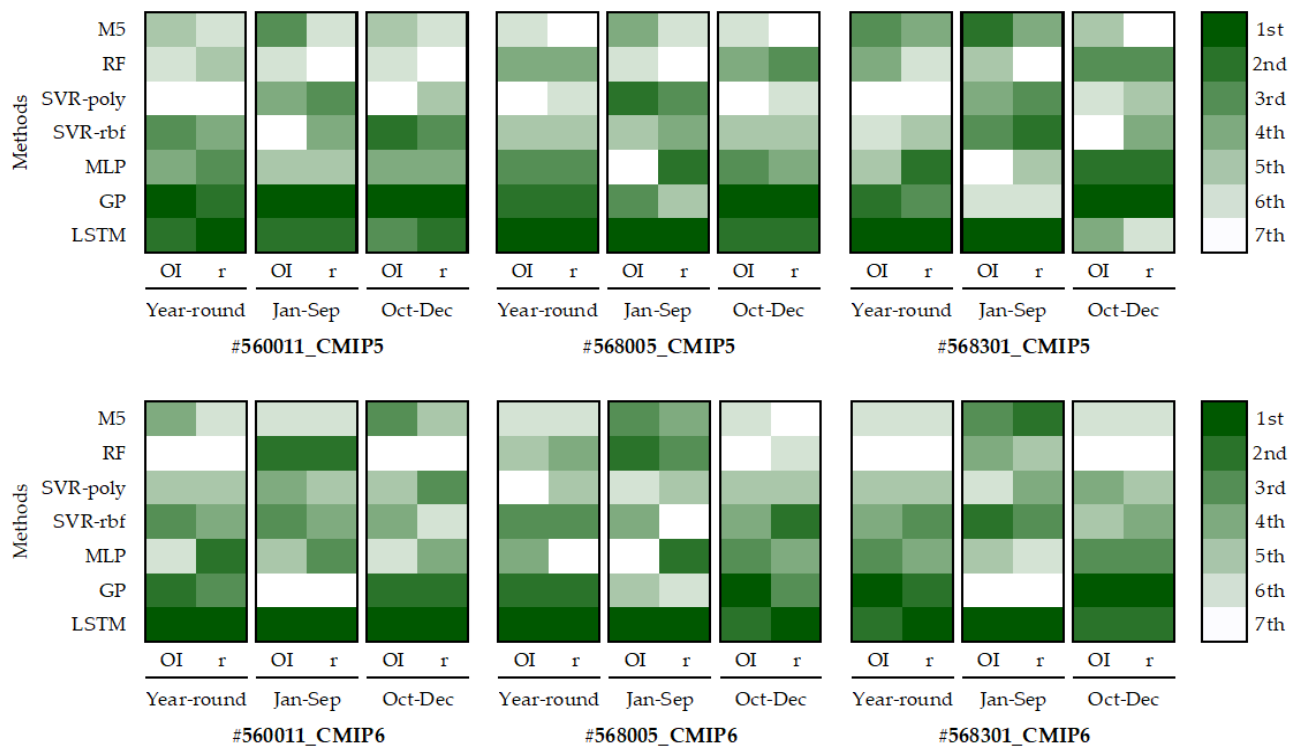 M5 1st
RF 2nd
SVR-poly 3rd
Methods SVR-rbf 4th
MLP 5th
GP 6th
LSTM 7th
OI r OI r OI r OI r OI r OI r OI r OI r OI r
Year-round Jan-Sep Oct-Dec Year-round Jan-Sep Oct-Dec Year-round Jan-Sep Oct-Dec
#560011_CMIP5 #568005_CMIP5 #568301_CMIP5
M5 1st
RF 2nd
SVR-poly 3rd
Methods SVR-rbf 4th
MLP 5th
GP 6th
LSTM 7th
OI r OI r OI r OI r OI r OI r OI r OI r OI r
Year-round Jan-Sep Oct-Dec Year-round Jan-Sep Oct-Dec Year-round Jan-Sep Oct-Dec
#560011_CMIP6 #568005_CMIP6 #568301_CMIP6